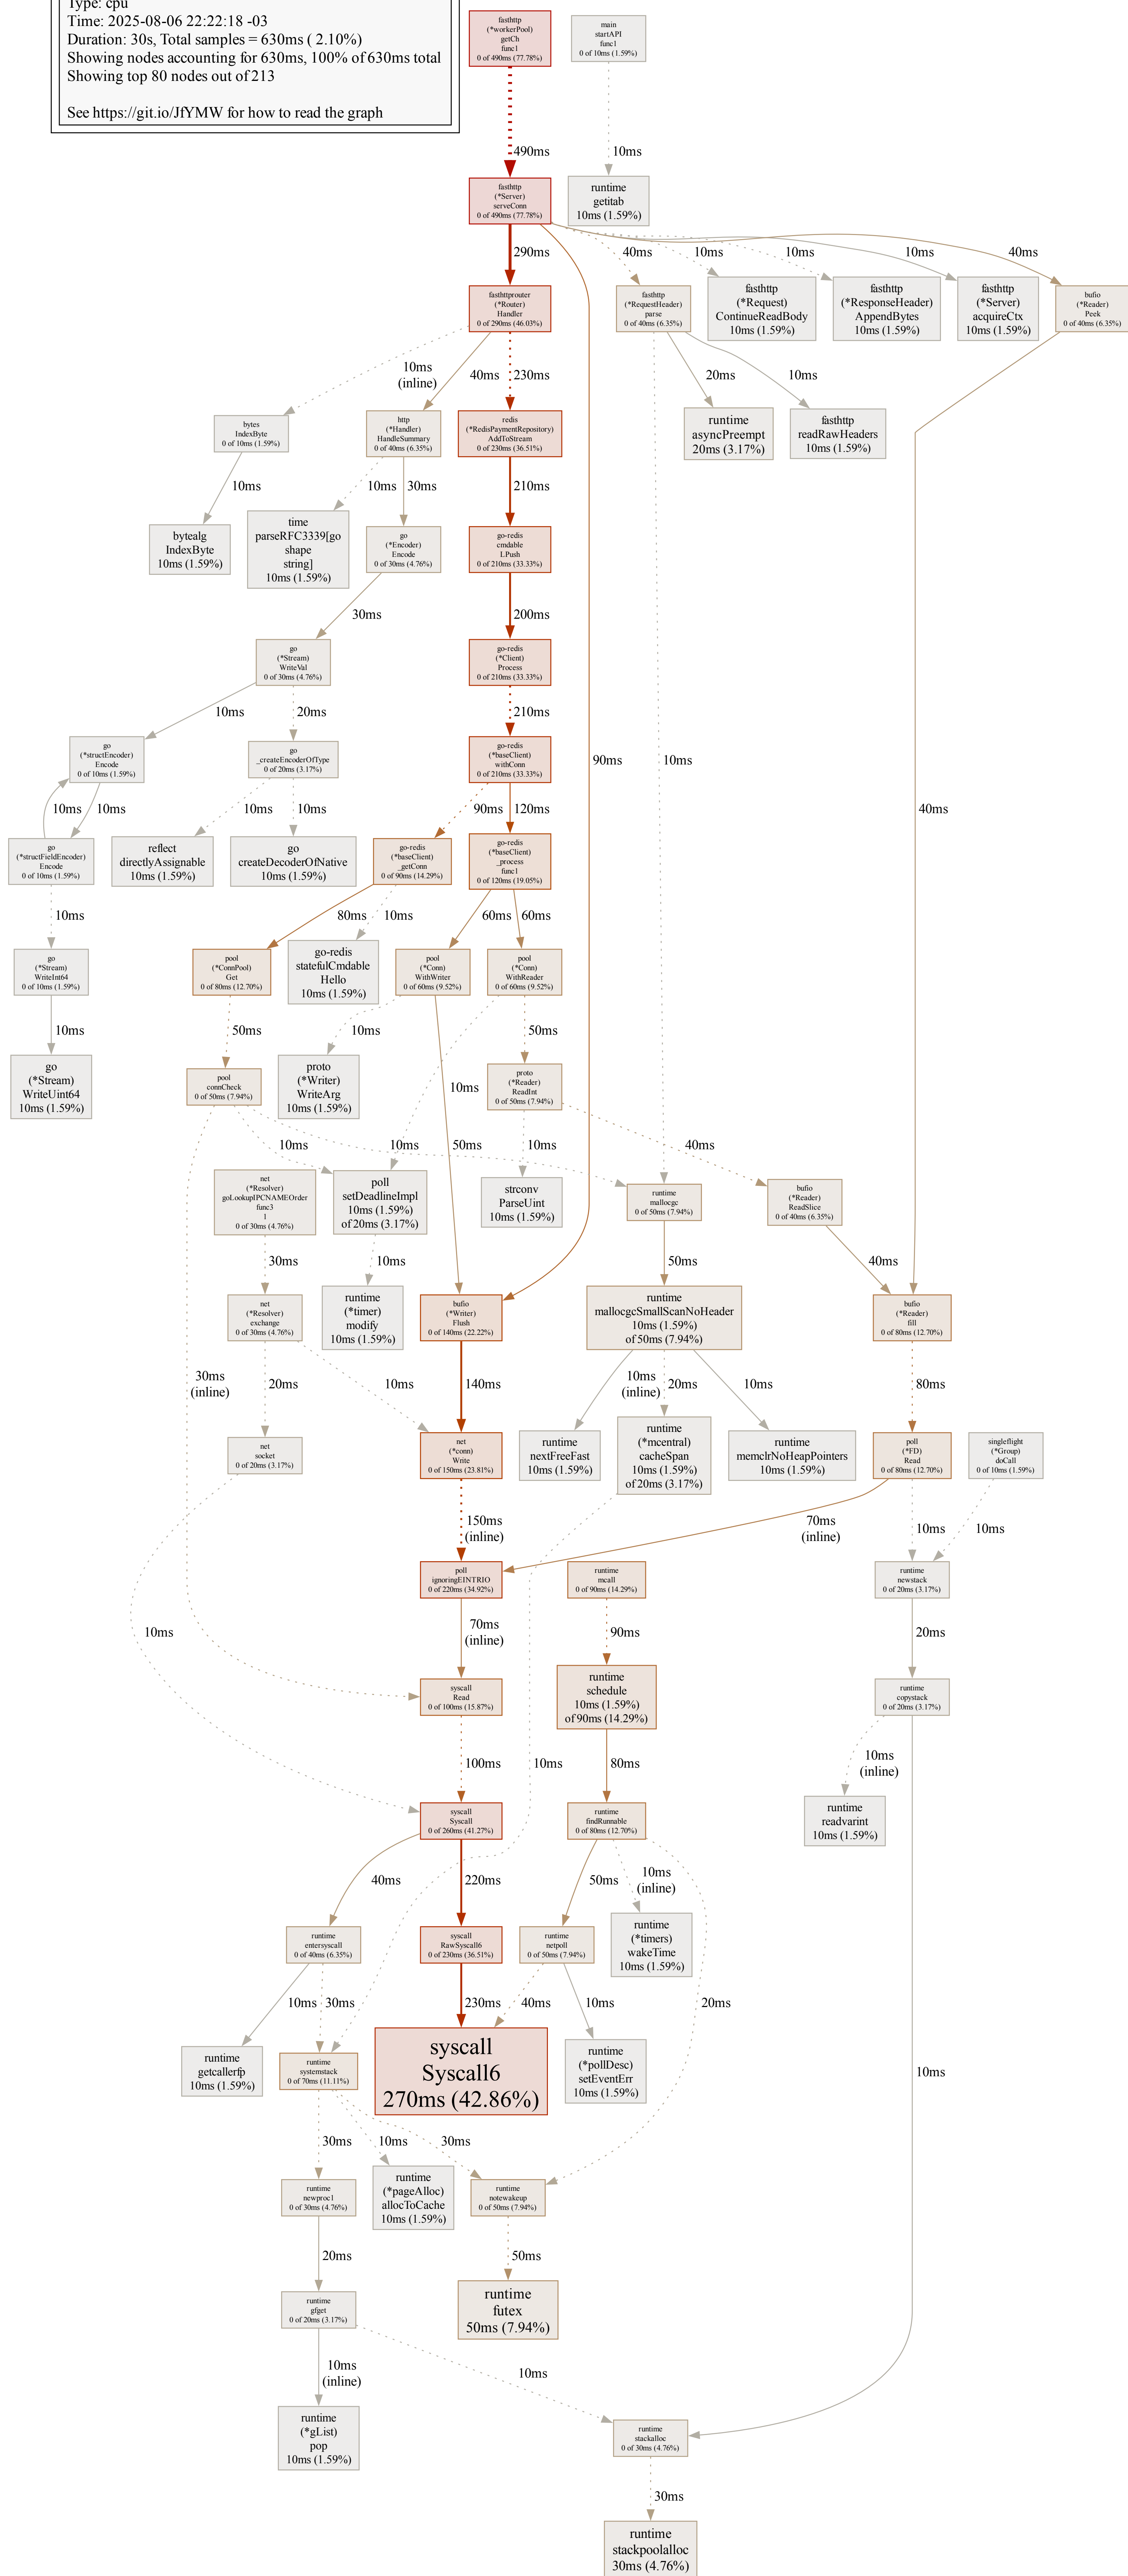 Type: cpu
Time: 2025-08-06 22:22:18 -03
Duration: 30s, Total samples = 630ms ( 2.10%)
Showing nodes accounting for 630ms, 100% of 630ms total
Showing top 80 nodes out of 213
See https://git.io/JfYMW for how to read the graph
fasthttp
(*workerPool)
getCh
func1
0 of 490ms (77.78%)
main
startAPI
func1
0 of 10ms (1.59%)
490ms
10ms
fasthttp
(*Server)
serveConn
0 of 490ms (77.78%)
runtime
getitab
10ms (1.59%)
290ms
40ms
10ms
10ms
10ms
40ms
fasthttprouter
(*Router)
Handler
0 of 290ms (46.03%)
fasthttp
(*RequestHeader)
parse
0 of 40ms (6.35%)
fasthttp
(*Request)
ContinueReadBody
10ms (1.59%)
fasthttp
(*ResponseHeader)
AppendBytes
10ms (1.59%)
fasthttp
(*Server)
acquireCtx
10ms (1.59%)
bufio
(*Reader)
Peek
0 of 40ms (6.35%)
10ms
(inline)
40ms
230ms
20ms
10ms
bytes
IndexByte
0 of 10ms (1.59%)
http
(*Handler)
HandleSummary
0 of 40ms (6.35%)
redis
(*RedisPaymentRepository)
AddToStream
0 of 230ms (36.51%)
runtime
asyncPreempt
20ms (3.17%)
fasthttp
readRawHeaders
10ms (1.59%)
10ms
10ms
30ms
210ms
bytealg
IndexByte
10ms (1.59%)
time
parseRFC3339[go
shape
string]
10ms (1.59%)
go
(*Encoder)
Encode
0 of 30ms (4.76%)
go-redis
cmdable
LPush
0 of 210ms (33.33%)
30ms
200ms
go
(*Stream)
WriteVal
0 of 30ms (4.76%)
go-redis
(*Client)
Process
0 of 210ms (33.33%)
10ms
20ms
210ms
go
(*structEncoder)
Encode
0 of 10ms (1.59%)
go
_createEncoderOfType
0 of 20ms (3.17%)
go-redis
(*baseClient)
withConn
0 of 210ms (33.33%)
90ms
10ms
10ms
10ms
10ms
10ms
90ms
120ms
40ms
go
(*structFieldEncoder)
Encode
0 of 10ms (1.59%)
reflect
directlyAssignable
10ms (1.59%)
go
createDecoderOfNative
10ms (1.59%)
go-redis
(*baseClient)
_getConn
0 of 90ms (14.29%)
go-redis
(*baseClient)
_process
func1
0 of 120ms (19.05%)
10ms
80ms
10ms
60ms
60ms
go
(*Stream)
WriteInt64
0 of 10ms (1.59%)
pool
(*ConnPool)
Get
0 of 80ms (12.70%)
go-redis
statefulCmdable
Hello
10ms (1.59%)
pool
(*Conn)
WithWriter
0 of 60ms (9.52%)
pool
(*Conn)
WithReader
0 of 60ms (9.52%)
10ms
50ms
10ms
50ms
go
(*Stream)
WriteUint64
10ms (1.59%)
pool
connCheck
0 of 50ms (7.94%)
proto
(*Writer)
WriteArg
10ms (1.59%)
10ms
proto
(*Reader)
ReadInt
0 of 50ms (7.94%)
10ms
10ms
50ms
10ms
40ms
net
(*Resolver)
goLookupIPCNAMEOrder
func3
1
0 of 30ms (4.76%)
poll
setDeadlineImpl
10ms (1.59%)
of 20ms (3.17%)
strconv
ParseUint
10ms (1.59%)
runtime
mallocgc
0 of 50ms (7.94%)
bufio
(*Reader)
ReadSlice
0 of 40ms (6.35%)
30ms
10ms
50ms
40ms
net
(*Resolver)
exchange
0 of 30ms (4.76%)
runtime
(*timer)
modify
10ms (1.59%)
bufio
(*Writer)
Flush
0 of 140ms (22.22%)
runtime
mallocgcSmallScanNoHeader
10ms (1.59%)
of 50ms (7.94%)
bufio
(*Reader)
fill
0 of 80ms (12.70%)
30ms
(inline)
20ms
10ms
140ms
10ms
(inline)
20ms
10ms
80ms
net
socket
0 of 20ms (3.17%)
net
(*conn)
Write
0 of 150ms (23.81%)
runtime
nextFreeFast
10ms (1.59%)
runtime
(*mcentral)
cacheSpan
10ms (1.59%)
of 20ms (3.17%)
runtime
memclrNoHeapPointers
10ms (1.59%)
poll
(*FD)
Read
0 of 80ms (12.70%)
singleflight
(*Group)
doCall
0 of 10ms (1.59%)
150ms
(inline)
70ms
(inline)
10ms
10ms
poll
ignoringEINTRIO
0 of 220ms (34.92%)
runtime
mcall
0 of 90ms (14.29%)
runtime
newstack
0 of 20ms (3.17%)
10ms
70ms
(inline)
90ms
20ms
syscall
Read
0 of 100ms (15.87%)
runtime
schedule
10ms (1.59%)
of 90ms (14.29%)
runtime
copystack
0 of 20ms (3.17%)
100ms
10ms
80ms
10ms
(inline)
syscall
Syscall
0 of 260ms (41.27%)
runtime
findRunnable
0 of 80ms (12.70%)
runtime
readvarint
10ms (1.59%)
40ms
220ms
50ms
10ms
(inline)
runtime
entersyscall
0 of 40ms (6.35%)
syscall
RawSyscall6
0 of 230ms (36.51%)
runtime
netpoll
0 of 50ms (7.94%)
runtime
(*timers)
wakeTime
10ms (1.59%)
10ms
30ms
230ms
40ms
10ms
20ms
runtime
getcallerfp
10ms (1.59%)
runtime
systemstack
0 of 70ms (11.11%)
syscall
Syscall6
270ms (42.86%)
runtime
(*pollDesc)
setEventErr
10ms (1.59%)
10ms
30ms
10ms
30ms
runtime
newproc1
0 of 30ms (4.76%)
runtime
(*pageAlloc)
allocToCache
10ms (1.59%)
runtime
notewakeup
0 of 50ms (7.94%)
20ms
50ms
runtime
gfget
0 of 20ms (3.17%)
runtime
futex
50ms (7.94%)
10ms
(inline)
10ms
runtime
(*gList)
pop
10ms (1.59%)
runtime
stackalloc
0 of 30ms (4.76%)
30ms
runtime
stackpoolalloc
30ms (4.76%)